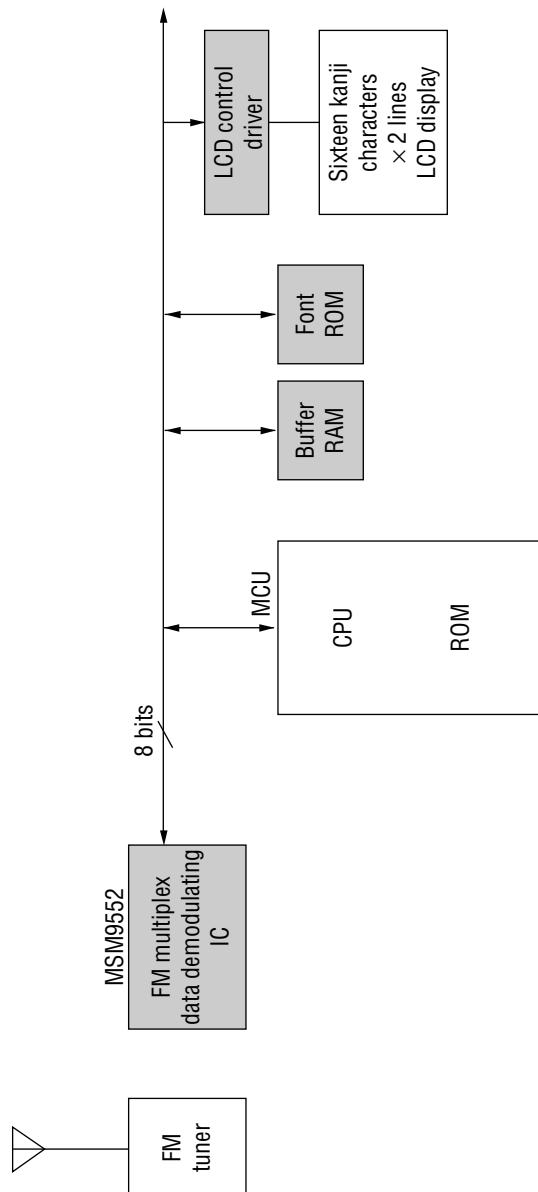 FM
tuner
MSM9552
FM multiplex
data demodulating
IC
8 bits
MCU
CPU
ROM
Buffer
RAM
Font
ROM
LCD control
driver
Sixteen kanji
characters
× 2 lines
LCD display